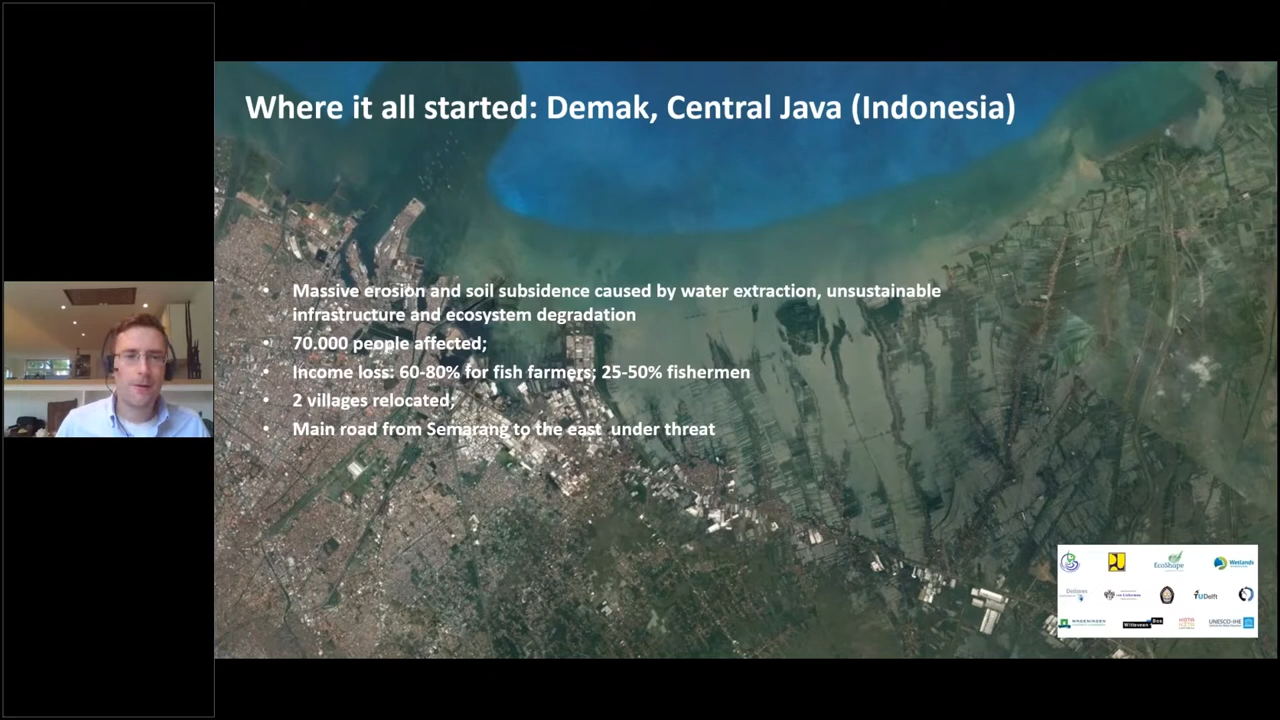 Where it all started: Demak, Central Java (Indonesia)
• Massive erosion and soil subsidence caused by water extraction, unsustainable
infrastructure and ecosystem degradation
• 70.000 people affected;
• Income loss: 60-80% for fish farmers; 25-50% fishermen
• 2 villages relocated;
• Main road from Semarang to the east under threat
EcoShape
Wetlands
Deltares
TUDelft
WAGENINGEN
Witteveen Bos
UNESCO-IHE